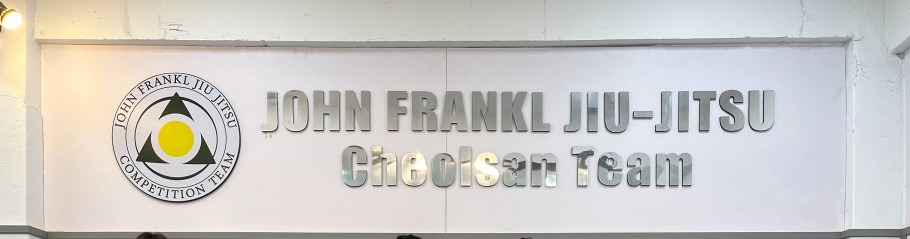 JOHN FRANKL JIU JITSU
COMPETITION TEAM
JOHN FRANKL JIU-JITSU
Cheolsan Team